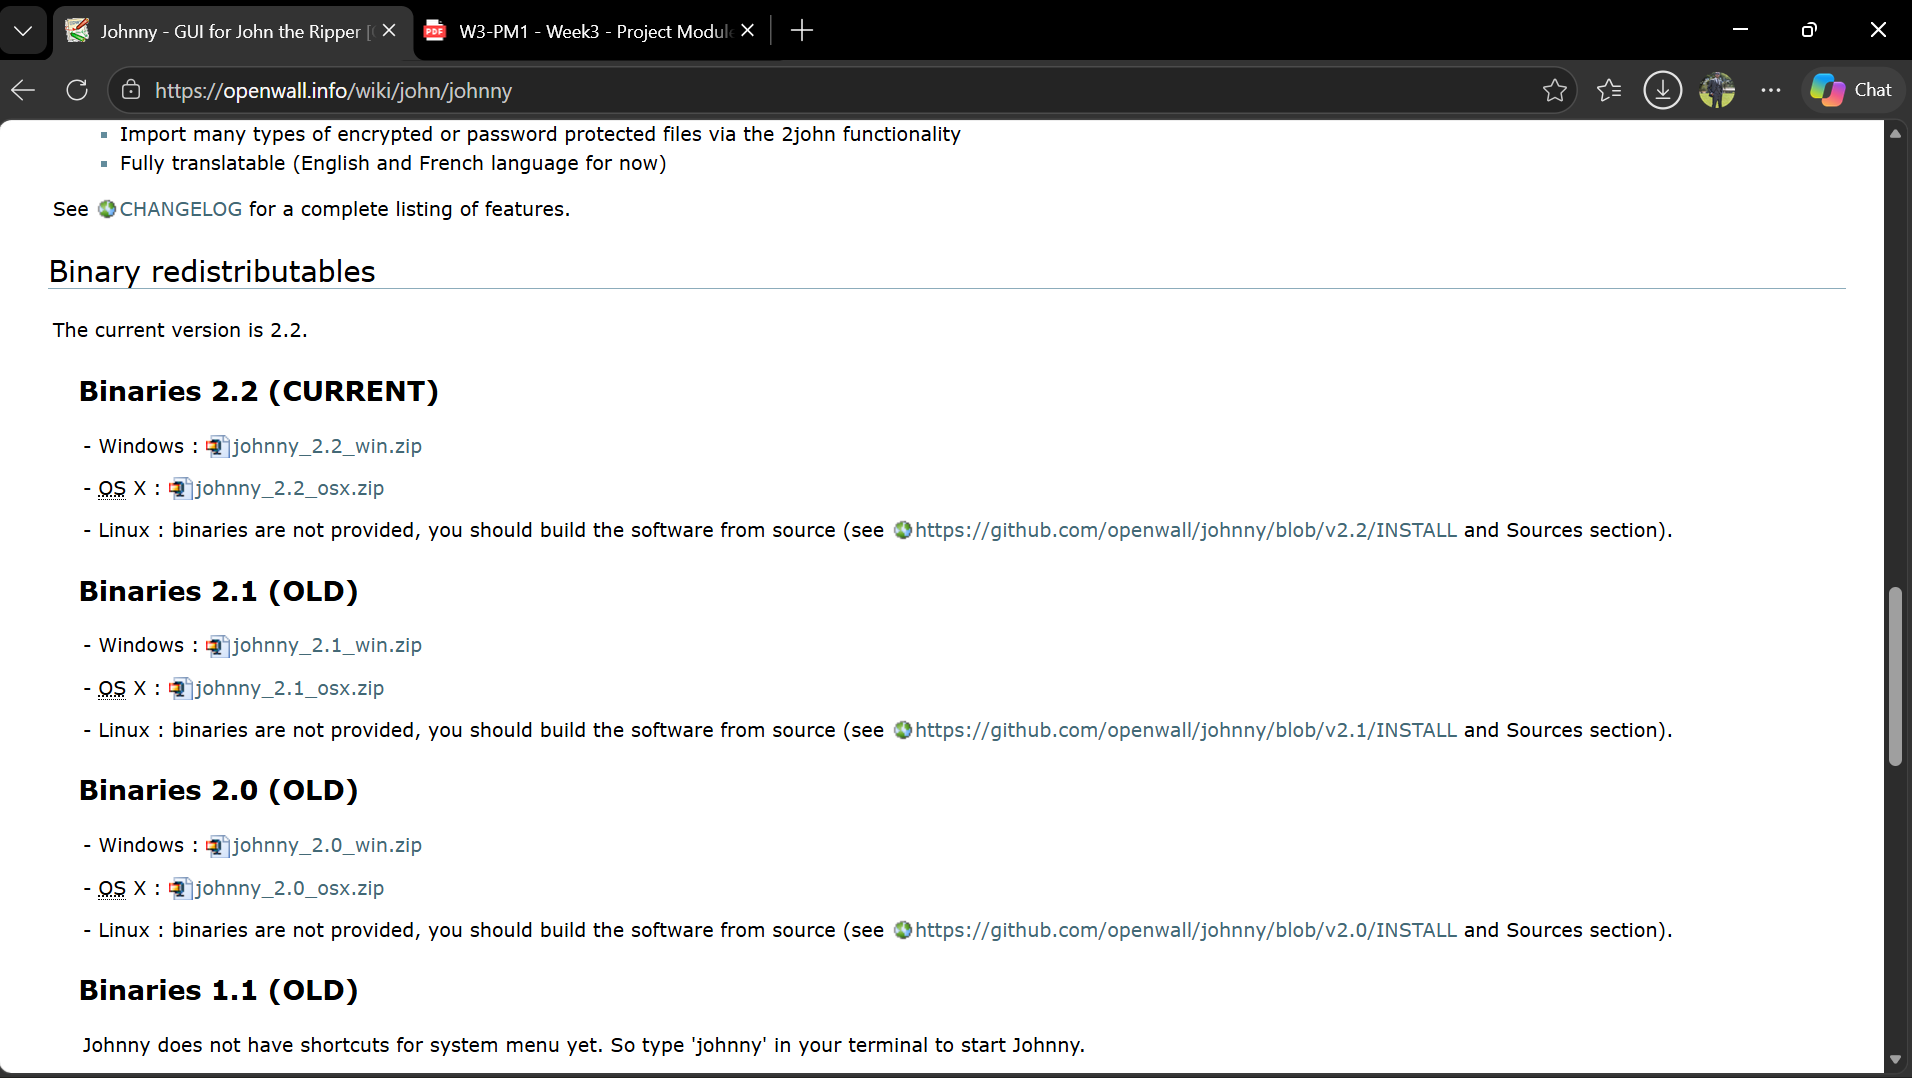 Johnny - GUI for John the Ripper [
W3-PM1 - Week3 - Project Modul
https://openwall.info/wiki/john/johnny
Chat
Import many types of encrypted or password protected files via the 2john functionality
Fully translatable (English and French language for now)
See CHANGELOG for a complete listing of features.
Binary redistributables
The current version is 2.2.
Binaries 2.2 (CURRENT)
- Windows : johnny_2.2_win.zip
- OS X : johnny_2.2_osx.zip
- Linux : binaries are not provided, you should build the software from source (see https://github.com/openwall/johnny/blob/v2.2/INSTALL and Sources section).
Binaries 2.1 (OLD)
- Windows : johnny_2.1_win.zip
- OS X : johnny_2.1_osx.zip
- Linux : binaries are not provided, you should build the software from source (see https://github.com/openwall/johnny/blob/v2.1/INSTALL and Sources section).
Binaries 2.0 (OLD)
- Windows : johnny_2.0_win.zip
- OS X : johnny_2.0_osx.zip
- Linux : binaries are not provided, you should build the software from source (see https://github.com/openwall/johnny/blob/v2.0/INSTALL and Sources section).
Binaries 1.1 (OLD)
Johnny does not have shortcuts for system menu yet. So type 'johnny' in your terminal to start Johnny.